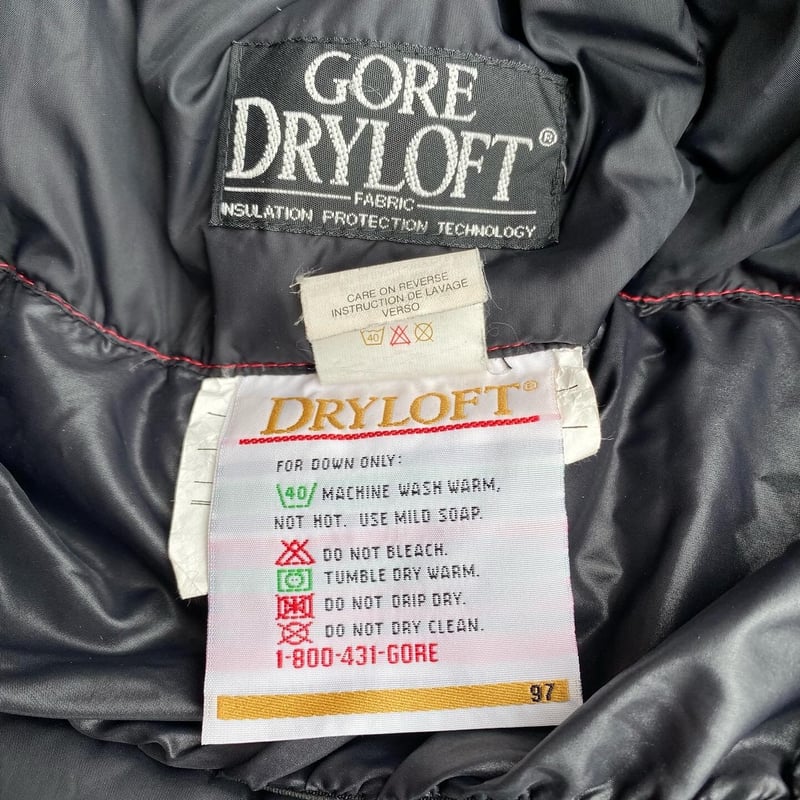 GORE
DRYLOFT®
FABRIC
INSULATION PROTECTION TECHNOLOGY
CARE ON REVERSE
INSTRUCTION DE LAVAGE
VERSO
40
DRYLOFT®
FOR DOWN ONLY:
40 MACHINE WASH WARM,
NOT HOT. USE MILD SOAP.
DO NOT BLEACH.
TUMBLE DRY WARM.
DO NOT DRIP DRY.
DO NOT DRY CLEAN.
1-800-431-GORE
97